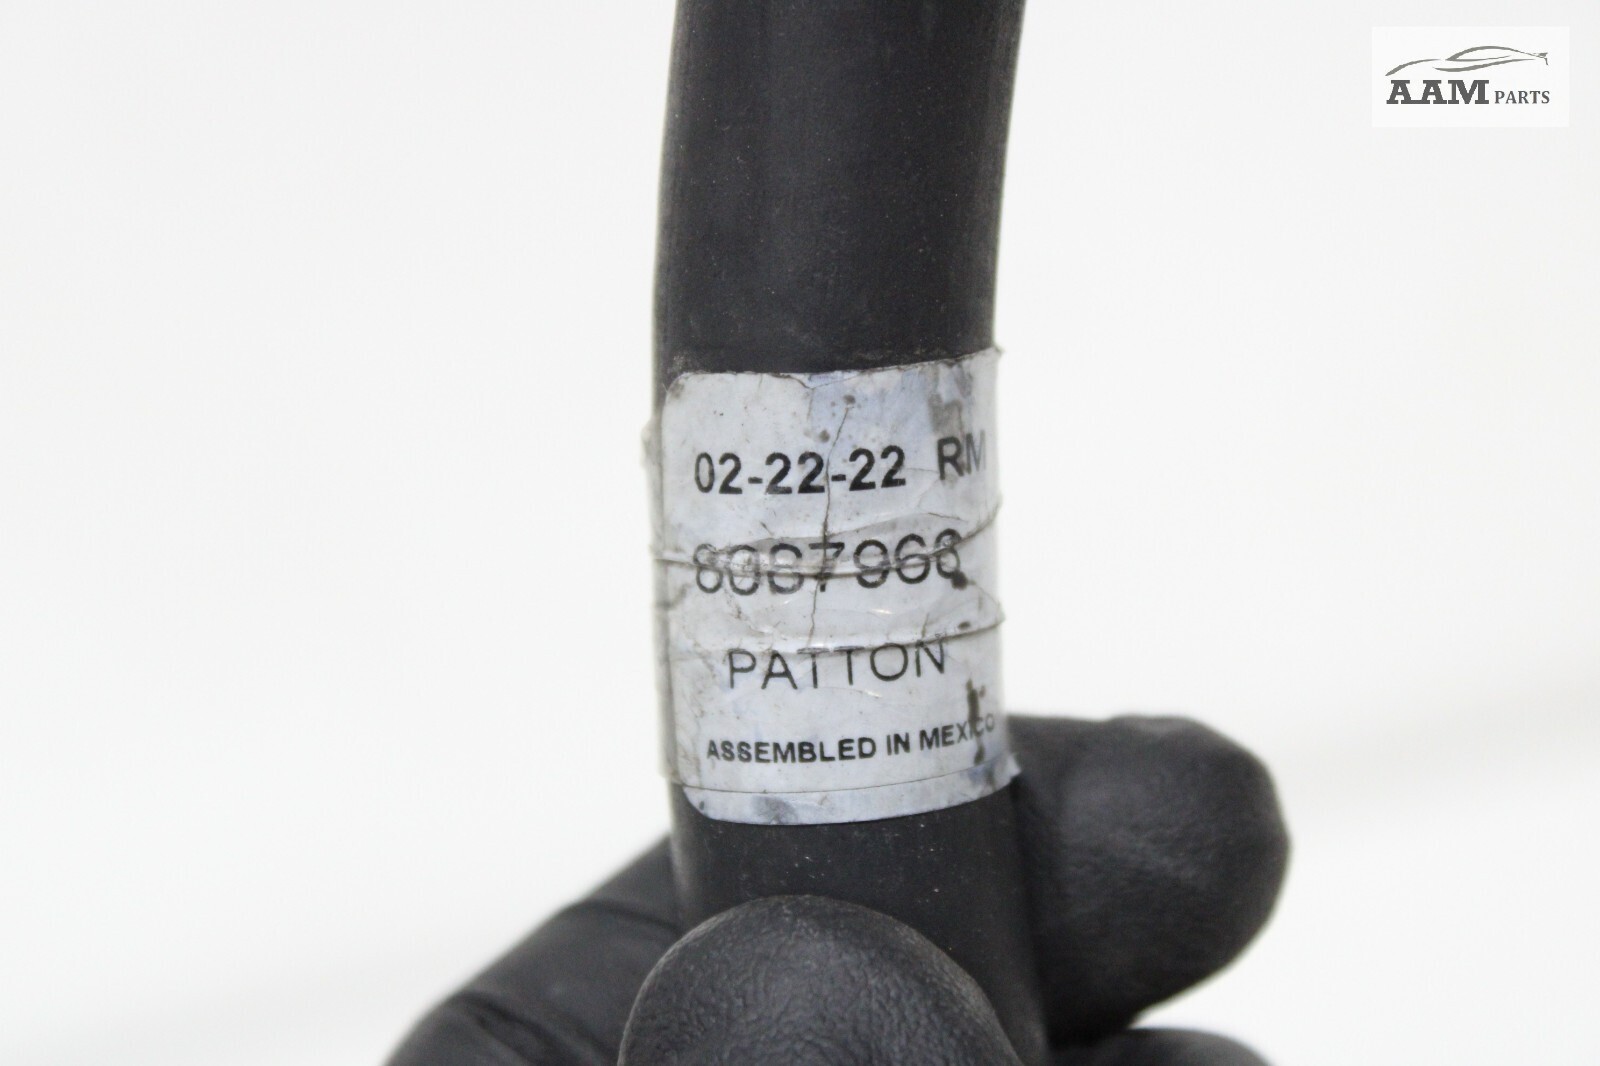 AAM PARTS
02-22-22 RM
PATTON
ASSEMBLED IN MEXICO